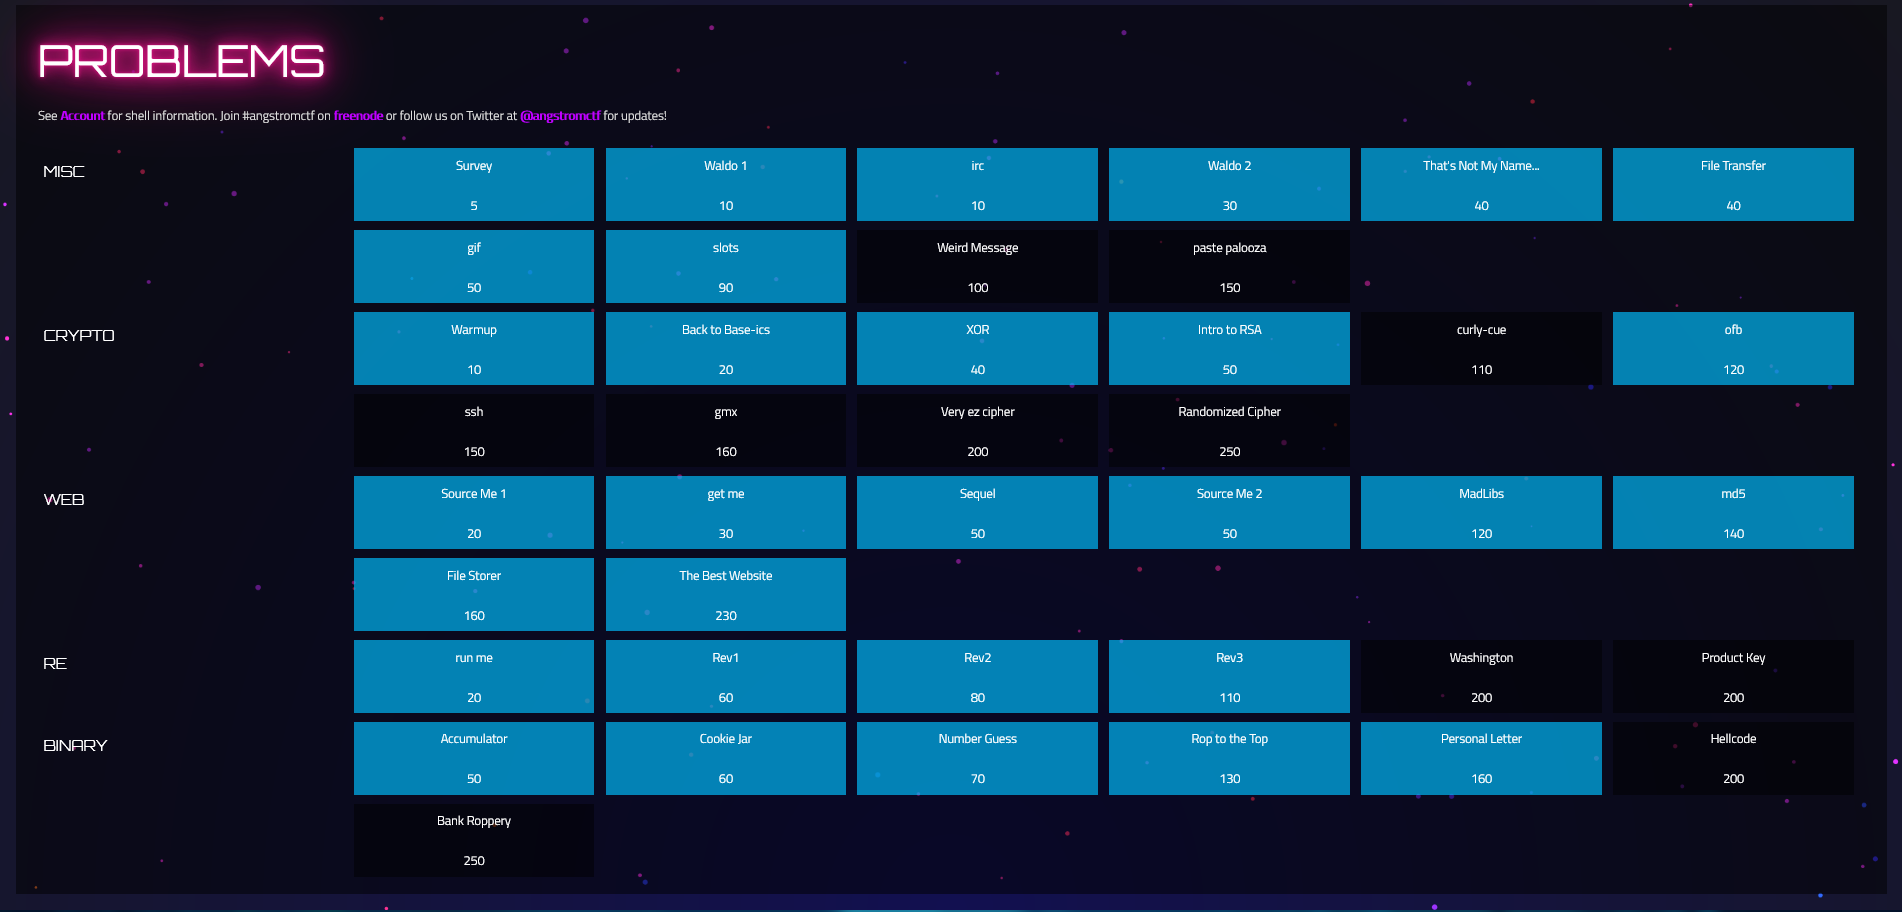 PROBLEMS
See Account for shell information. Join #angstromctf on freenode or follow us on Twitter at @angstromctf for updates!
MISC
Survey
5
Waldo 1
10
irc
10
Waldo 2
30
That's Not My Name...
40
File Transfer
40
gif
50
slots
90
Weird Message
100
paste palooza
150
CRYPTO
Warmup
10
Back to Base-ics
20
XOR
40
Intro to RSA
50
curly-cue
110
ofb
120
ssh
150
gmx
160
Very ez cipher
200
Randomized Cipher
250
WEB
Source Me 1
20
get me
30
Sequel
50
Source Me 2
50
MadLibs
120
md5
140
File Storer
160
The Best Website
230
RE
run me
20
Rev1
60
Rev2
80
Rev3
110
Washington
200
Product Key
200
BINARY
Accumulator
50
Cookie Jar
60
Number Guess
70
Rop to the Top
130
Personal Letter
160
Hellcode
200
Bank Roppery
250